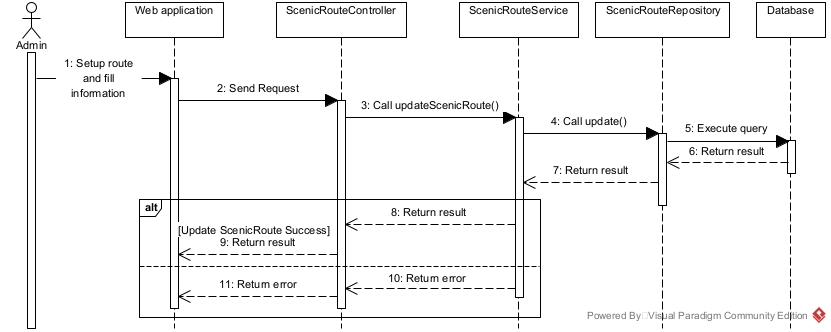 Web application
ScenicRouteController
ScenicRouteService
ScenicRouteRepository
Database
Admin
1: Setup route
and fill
information
2: Send Request
3: Call updateScenicRoute()
4: Call update()
5: Execute query
6: Return result
7: Return result
alt
8: Return result
[Update ScenicRoute Success]
9: Return result
10: Return error
11: Return error
Powered By Visual Paradigm Community Edition